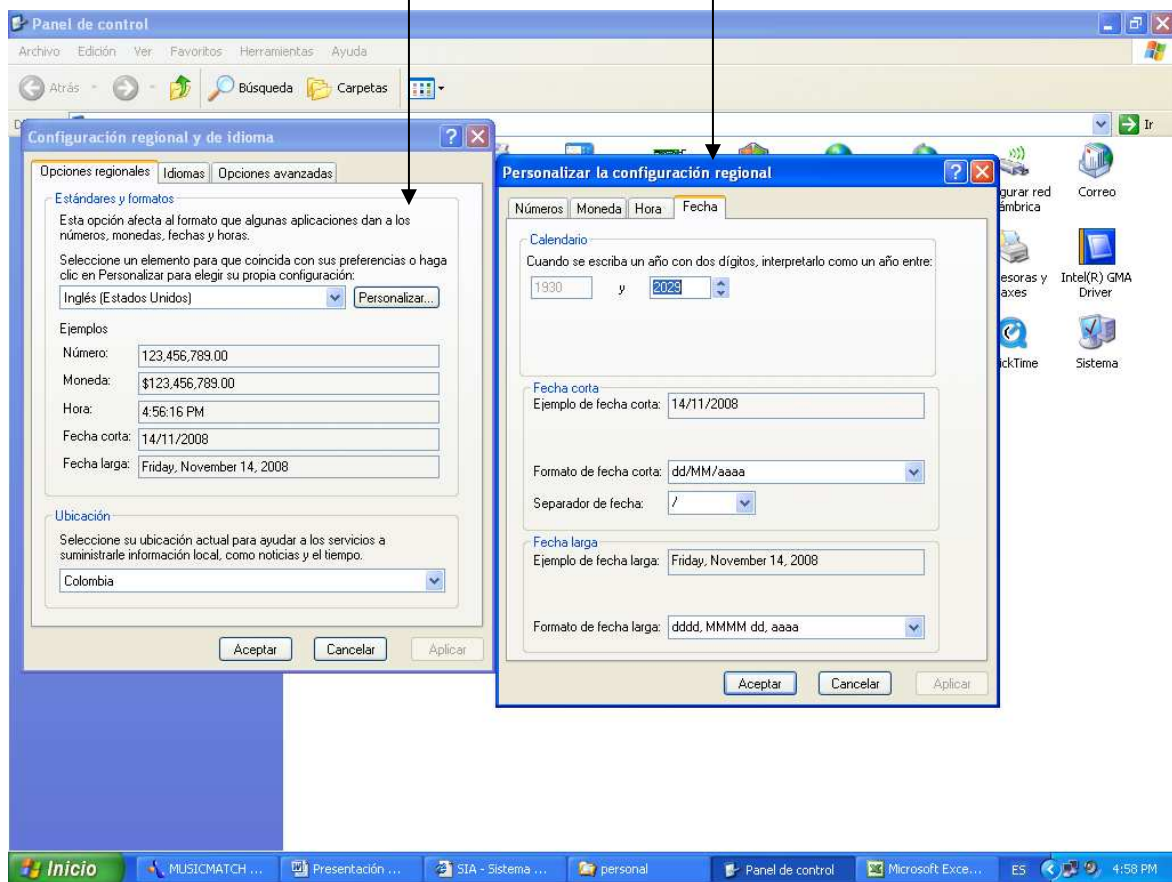 Panel de control
Archivo Edición Ver Favoritos Herramientas Ayuda
Atrás Búsqueda Carpetas
Ir
Configuración regional y de idioma
Opciones regionales Idiomas Opciones avanzadas
Estándares y formatos
Esta opción afecta al formato que algunas aplicaciones dan a los
números, monedas, fechas y horas.
Seleccione un elemento para que coincida con sus preferencias o haga
clic en Personalizar para elegir su propia configuración:
Inglés (Estados Unidos) Personalizar...
Ejemplos
Número: 123,456,789.00
Moneda: $123,456,789.00
Hora: 4:56:16 PM
Fecha corta: 14/11/2008
Fecha larga: Friday, November 14, 2008
Ubicación
Seleccione su ubicación actual para ayudar a los servicios a
suministrarle información local, como noticias y el tiempo.
Colombia
Aceptar Cancelar Aplicar
Personalizar la configuración regional
Números Moneda Hora Fecha
Calendario
Cuando se escriba un año con dos dígitos, interpretarlo como un año entre:
1930 y 2029
Fecha corta
Ejemplo de fecha corta: 14/11/2008
Formato de fecha corta: dd/MM/aaaa
Separador de fecha: /
Fecha larga
Ejemplo de fecha larga: Friday, November 14, 2008
Formato de fecha larga: dddd, MMMM dd, aaaa
Aceptar Cancelar Aplicar
gurar red
ámbrica
Correo
esoras y
axes
Intel(R) GMA
Driver
ickTime
Sistema
Inicio MUSICMATCH ... Presentación ... SIA - Sistema ... personal Panel de control Microsoft Exce... ES 4:58 PM